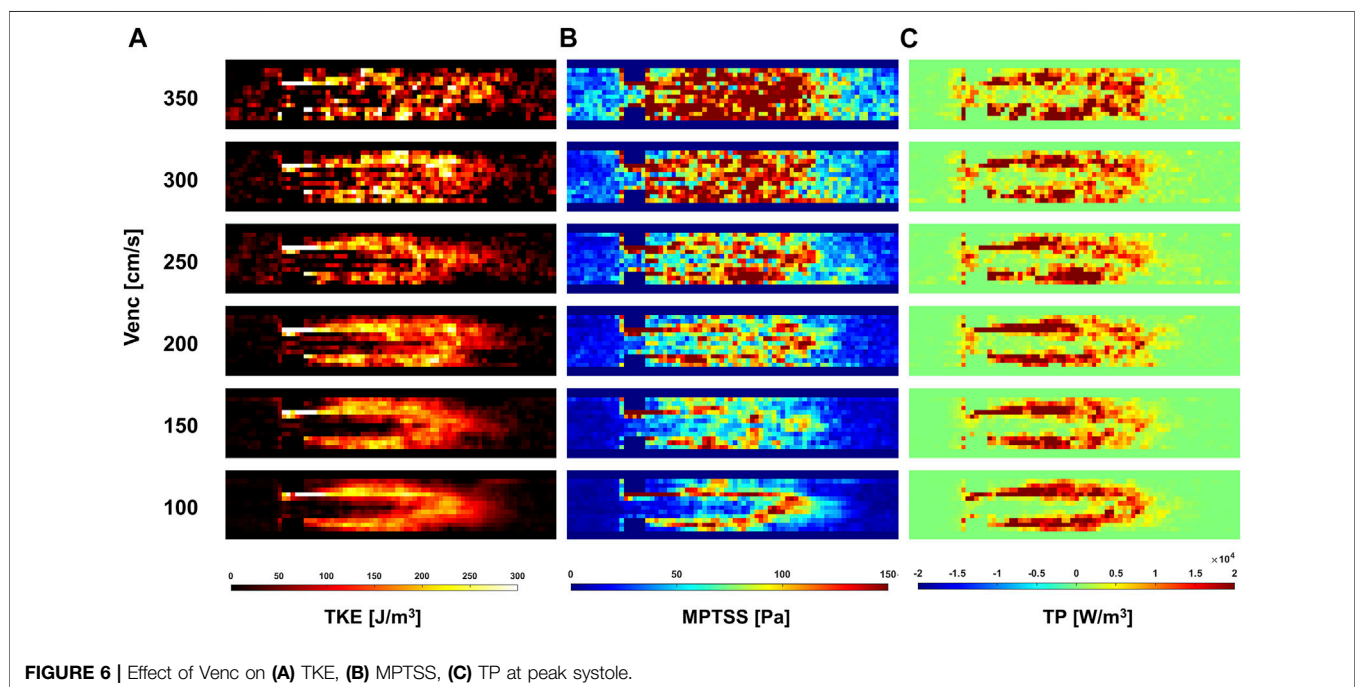 A
B
C
350
300
250
200
150
100
Venc [cm/s]
0 50 100 150 200 250 300
TKE [J/m³]
0 50 100 150
MPTSS [Pa]
×10⁴
-2 -1.5 -1 -0.5 0 0.5 1 1.5 2
TP [W/m³]
FIGURE 6 | Effect of Venc on (A) TKE, (B) MPTSS, (C) TP at peak systole.